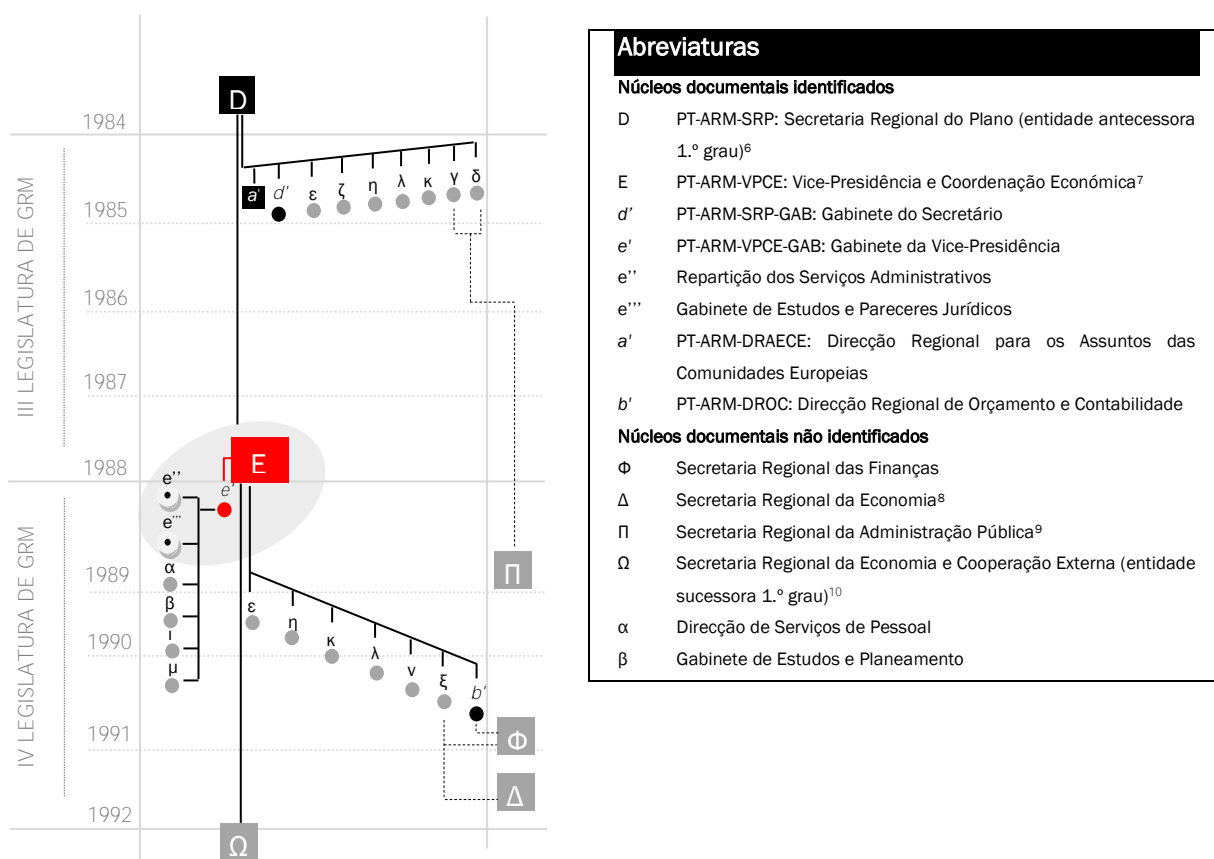 D
1984
a' d' ε ζ η λ κ γ δ
1985
III LEGISLATURA DE GRM
1986
1987
E
1988
e’’
e'
e’’’
IV LEGISLATURA DE GRM
1989
Π
α
β
ι
μ
ε η κ λ ν ξ b'
1990
1991
Φ
Δ
1992
Ω
Abreviaturas
Núcleos documentais identificados
D PT-ARM-SRP: Secretaria Regional do Plano (entidade antecessora
1.º grau)⁶
E PT-ARM-VPCE: Vice-Presidência e Coordenação Económica⁷
d’ PT-ARM-SRP-GAB: Gabinete do Secretário
e' PT-ARM-VPCE-GAB: Gabinete da Vice-Presidência
e’’ Repartição dos Serviços Administrativos
e’’’ Gabinete de Estudos e Pareceres Jurídicos
a' PT-ARM-DRAECE: Direcção Regional para os Assuntos das
Comunidades Europeias
b' PT-ARM-DROC: Direcção Regional de Orçamento e Contabilidade
Núcleos documentais não identificados
Φ Secretaria Regional das Finanças
Δ Secretaria Regional da Economia⁸
Π Secretaria Regional da Administração Pública⁹
Ω Secretaria Regional da Economia e Cooperação Externa (entidade
sucessora 1.º grau)¹⁰
α Direcção de Serviços de Pessoal
β Gabinete de Estudos e Planeamento